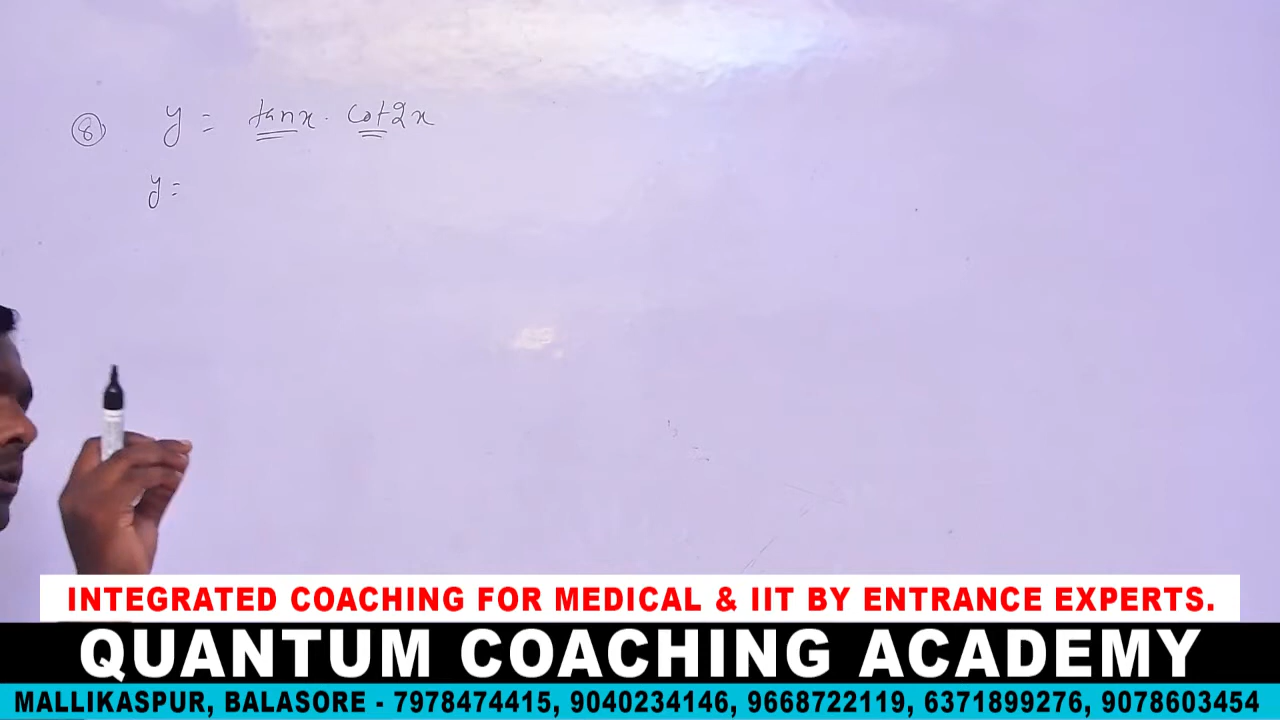 ⑧ y = tanx · cot2x
y =
INTEGRATED COACHING FOR MEDICAL & IIT BY ENTRANCE EXPERTS.
QUANTUM COACHING ACADEMY
MALLIKASPUR, BALASORE - 7978474415, 9040234146, 9668722119, 6371899276, 9078603454